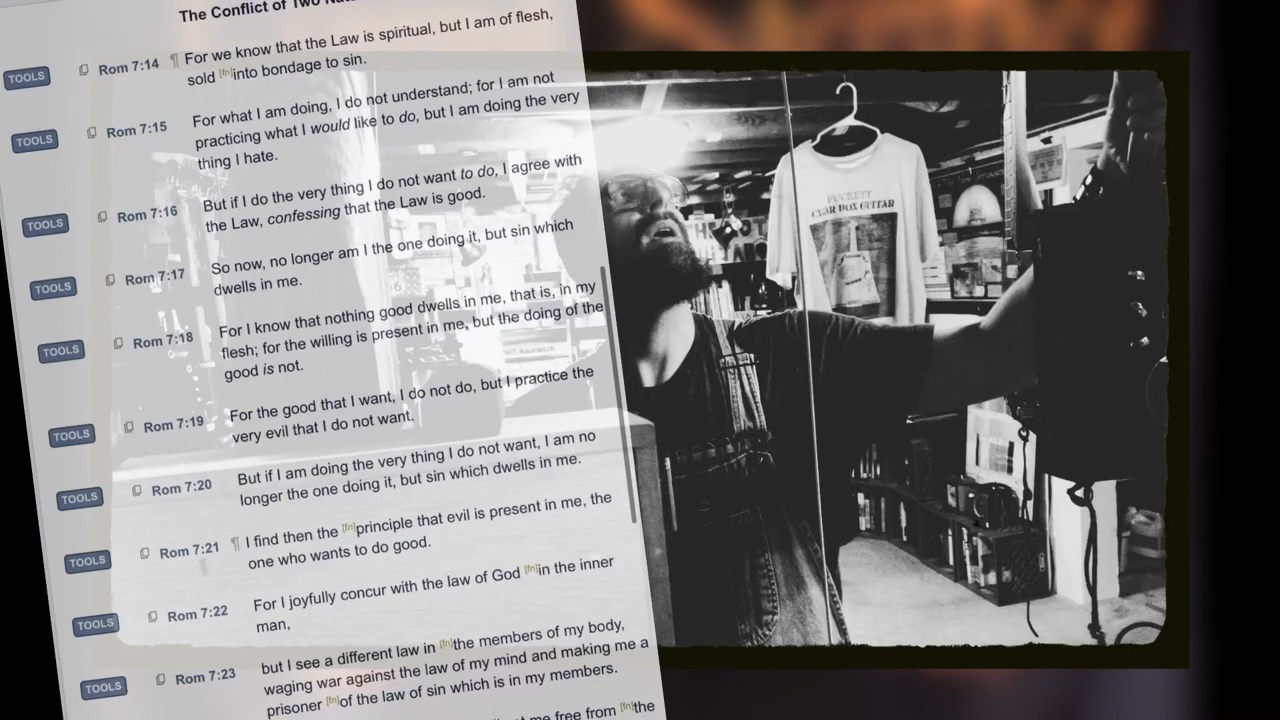 The Conflict of Two
TOOLS
Rom 7:14
¶ For we know that the Law is spiritual, but I am of flesh,
sold [fn]into bondage to sin.
TOOLS
Rom 7:15
For what I am doing, I do not understand; for I am not
practicing what I would like to do, but I am doing the very
thing I hate.
TOOLS
Rom 7:16
But if I do the very thing I do not want to do, I agree with
the Law, confessing that the Law is good.
TOOLS
Rom 7:17
So now, no longer am I the one doing it, but sin which
dwells in me.
TOOLS
Rom 7:18
For I know that nothing good dwells in me, that is, in my
flesh; for the willing is present in me, but the doing of the
good is not.
TOOLS
Rom 7:19
For the good that I want, I do not do, but I practice the
very evil that I do not want.
TOOLS
Rom 7:20
But if I am doing the very thing I do not want, I am no
longer the one doing it, but sin which dwells in me.
TOOLS
Rom 7:21
¶ I find then the [fn]principle that evil is present in me, the
one who wants to do good.
TOOLS
Rom 7:22
For I joyfully concur with the law of God [fn]in the inner
man,
TOOLS
Rom 7:23
but I see a different law in [fn]the members of my body,
waging war against the law of my mind and making me a
prisoner [fn]of the law of sin which is in my members.
me free from [fn]the
PUCKETT
CIGAR BOX GUITAR